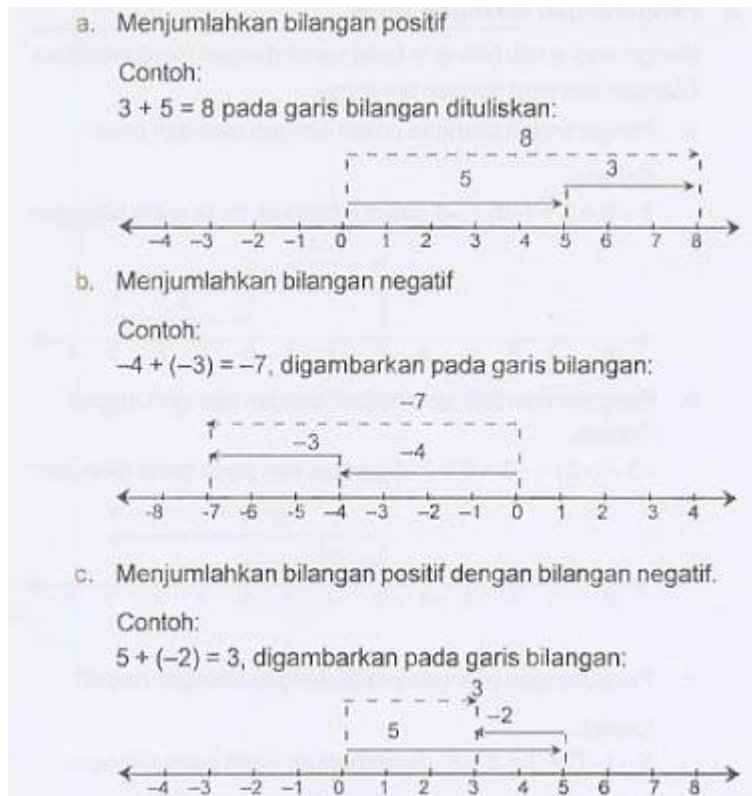 a. Menjumlahkan bilangan positif
Contoh:
3 + 5 = 8 pada garis bilangan dituliskan:
8
5 3
–4 –3 –2 –1 0 1 2 3 4 5 6 7 8
b. Menjumlahkan bilangan negatif
Contoh:
–4 + (–3) = –7, digambarkan pada garis bilangan:
–7
–3 –4
-8 -7 -6 -5 –4 –3 –2 –1 0 1 2 3 4
c. Menjumlahkan bilangan positif dengan bilangan negatif.
Contoh:
5 + (–2) = 3, digambarkan pada garis bilangan:
3
5 –2
–4 –3 –2 –1 0 1 2 3 4 5 6 7 8